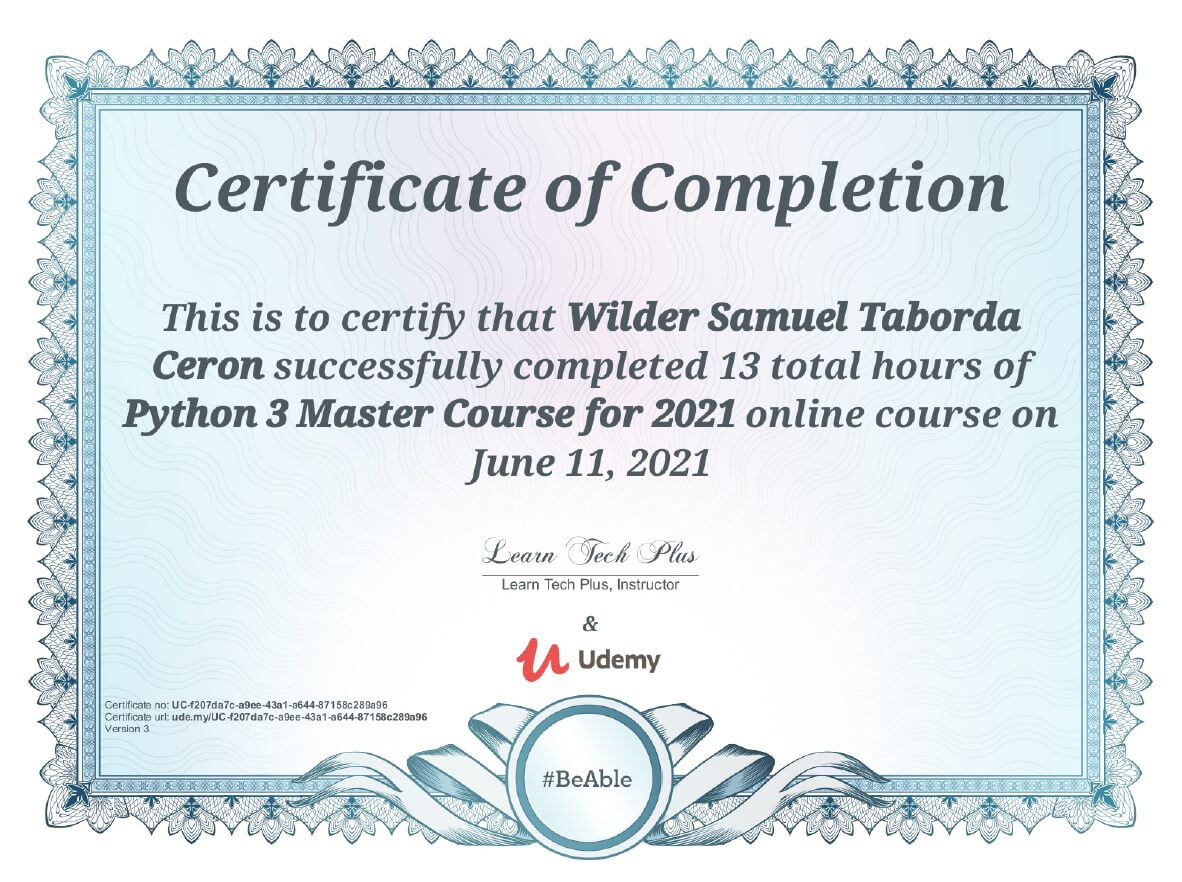 Certificate of Completion
This is to certify that Wilder Samuel Taborda
Ceron successfully completed 13 total hours of
Python 3 Master Course for 2021 online course on
June 11, 2021
Learn Tech Plus
Learn Tech Plus, Instructor
&
Udemy
Certificate no: UC-f207da7c-a9ee-43a1-a644-87158c289a96
Certificate url: ude.my/UC-f207da7c-a9ee-43a1-a644-87158c289a96
Version 3
#BeAble